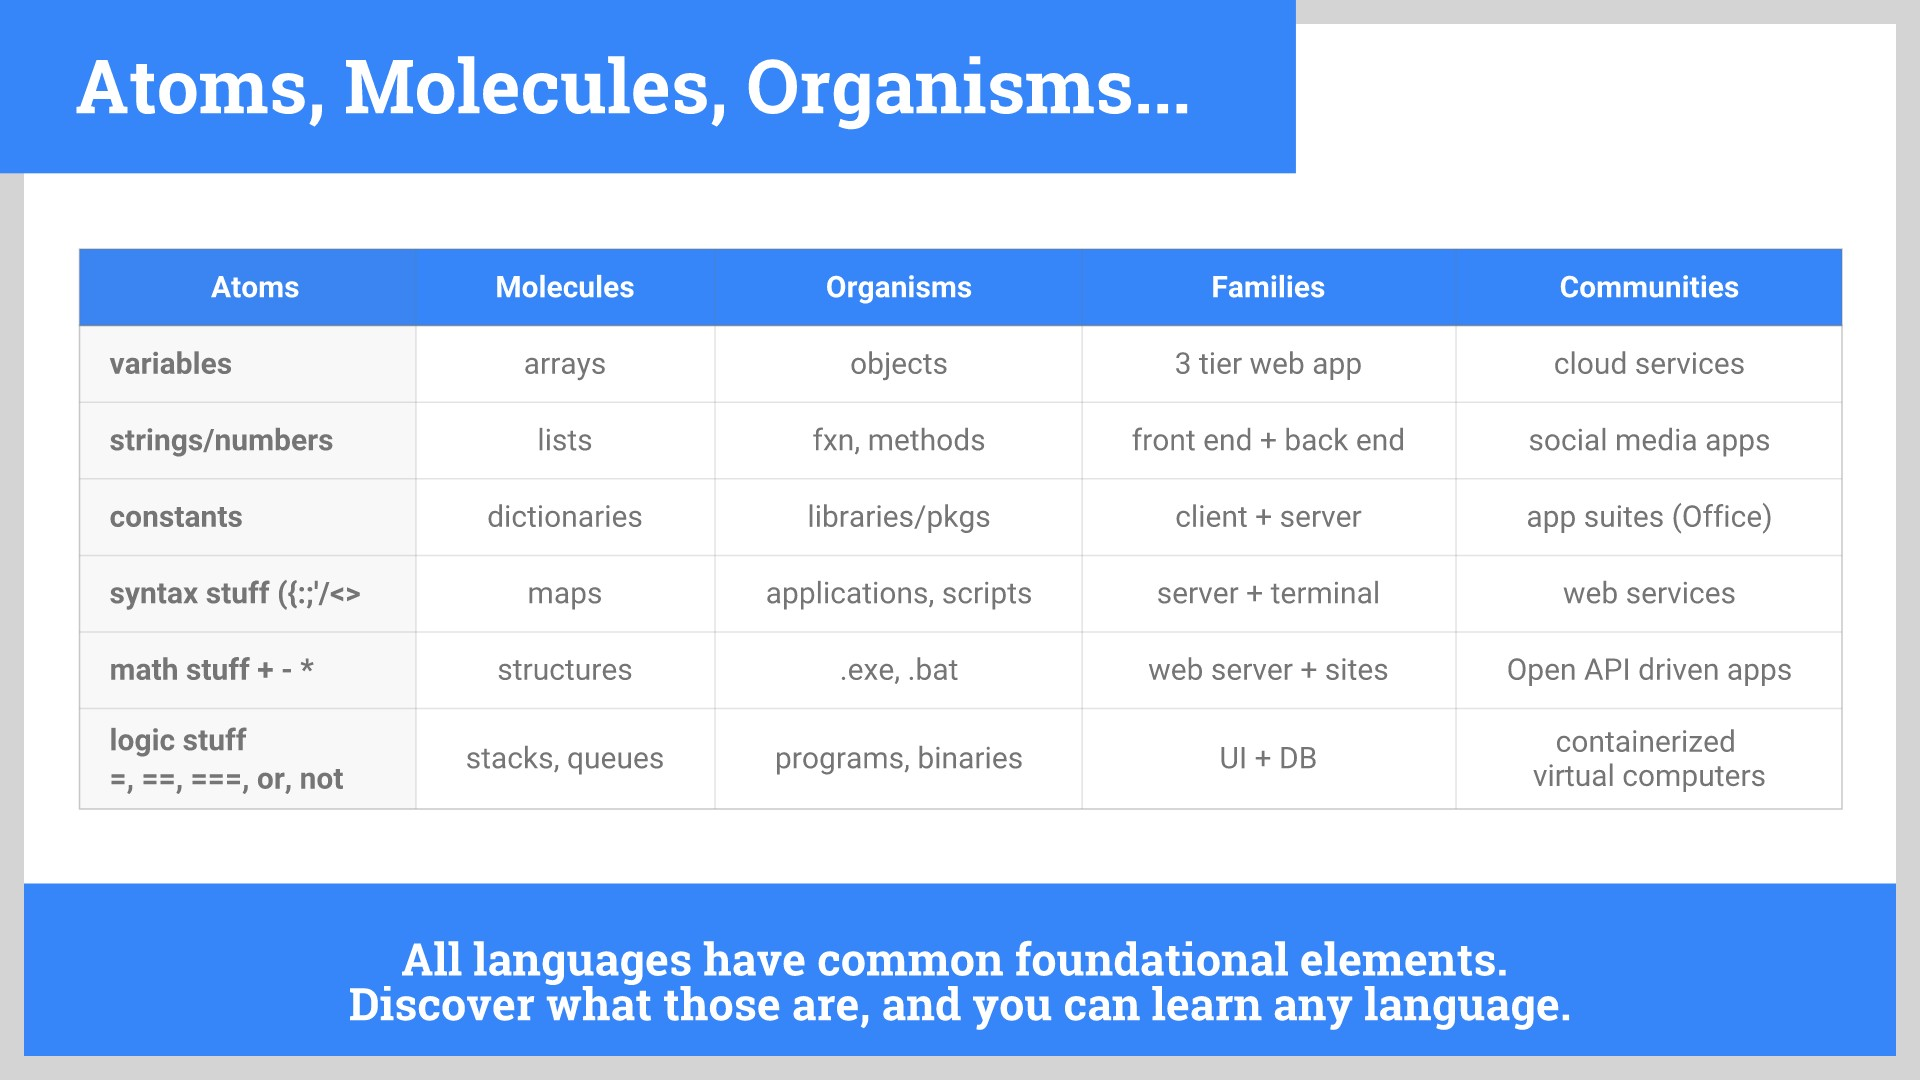 Atoms, Molecules, Organisms...
Atoms Molecules Organisms Families Communities
variables arrays objects 3 tier web app cloud services
strings/numbers lists fxn, methods front end + back end social media apps
constants dictionaries libraries/pkgs client + server app suites (Office)
syntax stuff ({:;'/<> maps applications, scripts server + terminal web services
math stuff + - * structures .exe, .bat web server + sites Open API driven apps
logic stuff
=, ==, ===, or, not stacks, queues programs, binaries UI + DB containerized
virtual computers
All languages have common foundational elements.
Discover what those are, and you can learn any language.